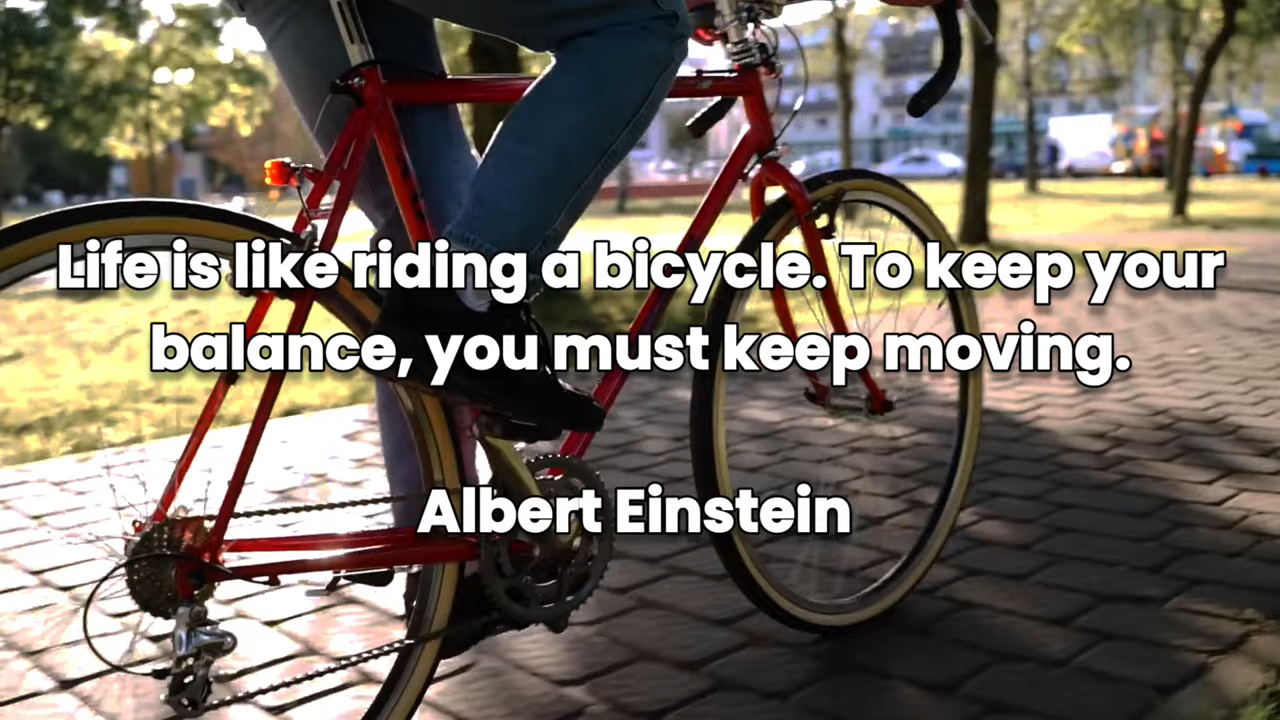 Life is like riding a bicycle. To keep your
balance, you must keep moving.
Albert Einstein